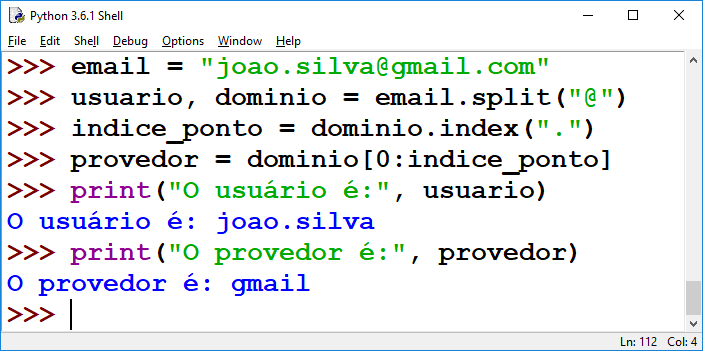 Python 3.6.1 Shell
File Edit Shell Debug Options Window Help
>>> email = "joao.silva@gmail.com"
>>> usuario, dominio = email.split("@")
>>> indice_ponto = dominio.index(".")
>>> provedor = dominio[0:indice_ponto]
>>> print("O usuário é:", usuario)
O usuário é: joao.silva
>>> print("O provedor é:", provedor)
O provedor é: gmail
>>>
Ln: 112 Col: 4